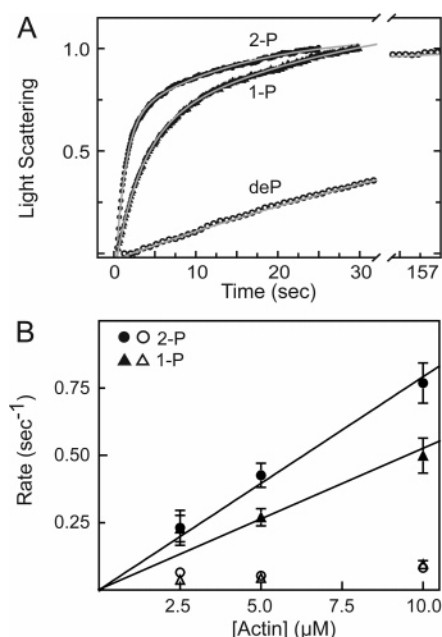 A
1.0
0.5
Light Scattering
2-P
1-P
deP
0
10
20
30
157
Time (sec)
B
● ○ 2-P
▲ △ 1-P
0.75
0.50
0.25
Rate (sec⁻¹)
2.5
5.0
7.5
10.0
[Actin] (μM)